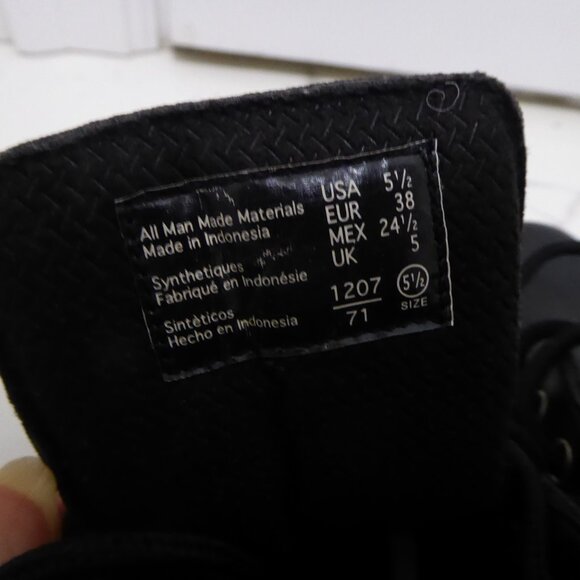 All Man Made Materials
Made in Indonesia
Synthetiques
Fabriqué en Indonésie
Sintèticos
Hecho en Indonesia
USA 5½
EUR 38
MEX 24½
UK 5
1207
71
5½
SIZE